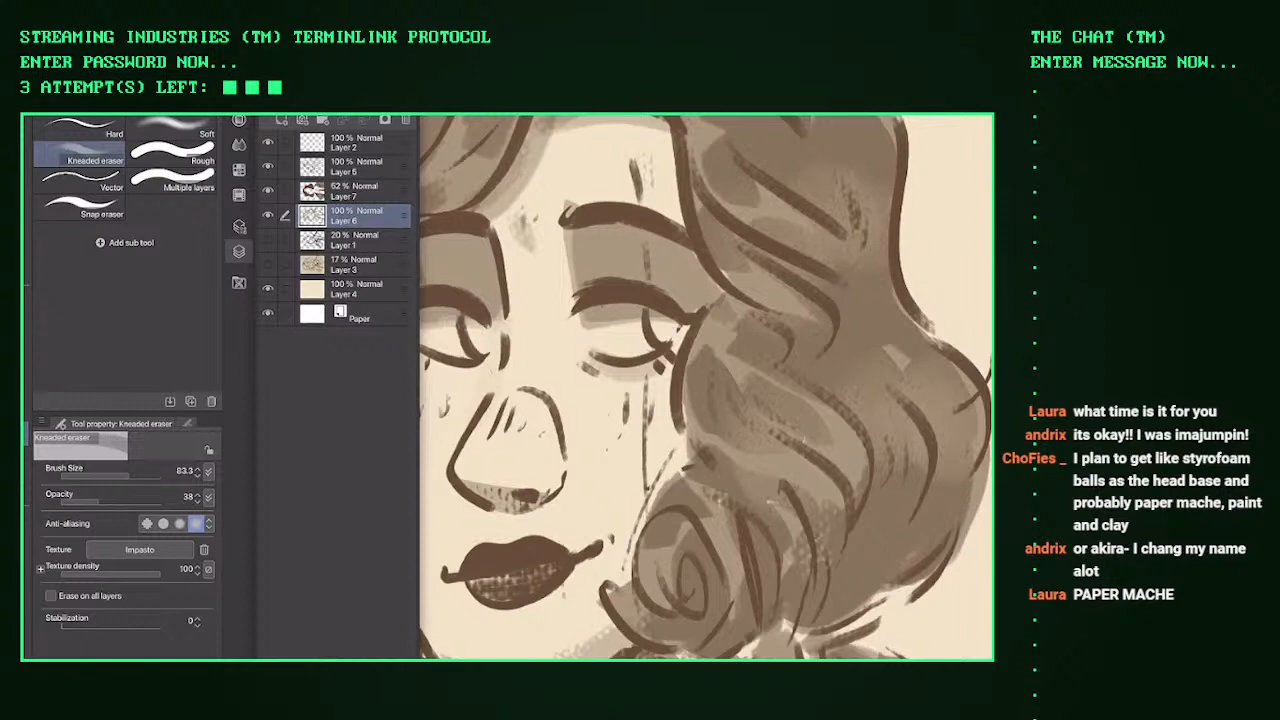 STREAMING INDUSTRIES (TM) TERMINLINK PROTOCOL
ENTER PASSWORD NOW...
3 ATTEMPT(S) LEFT:
THE CHAT (TM)
ENTER MESSAGE NOW...
Hard
Soft
Kneaded eraser
Rough
Vector
Multiple layers
Snap eraser
Add sub tool
100 % Normal
Layer 2
100 % Normal
Layer 5
62 % Normal
Layer 7
100 % Normal
Layer 6
20 % Normal
Layer 1
17 % Normal
Layer 3
100 % Normal
Layer 4
Paper
Tool property: Kneaded eraser
Kneaded eraser
Brush Size 83.3
Opacity 38
Anti-aliasing
Texture Impasto
Texture density 100
Erase on all layers
Stabilization 0
Laura what time is it for you
andrix its okay!! I was imajumpin!
ChoFies _ I plan to get like styrofoam
balls as the head base and
probably paper mache, paint
and clay
ahdrix or akira- I chang my name
alot
Laura PAPER MACHE